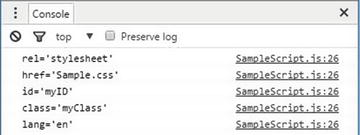 Console
top Preserve log
rel='stylesheet' SampleScript.js:26
href='Sample.css' SampleScript.js:26
id='myID' SampleScript.js:26
class='myClass' SampleScript.js:26
lang='en' SampleScript.js:26